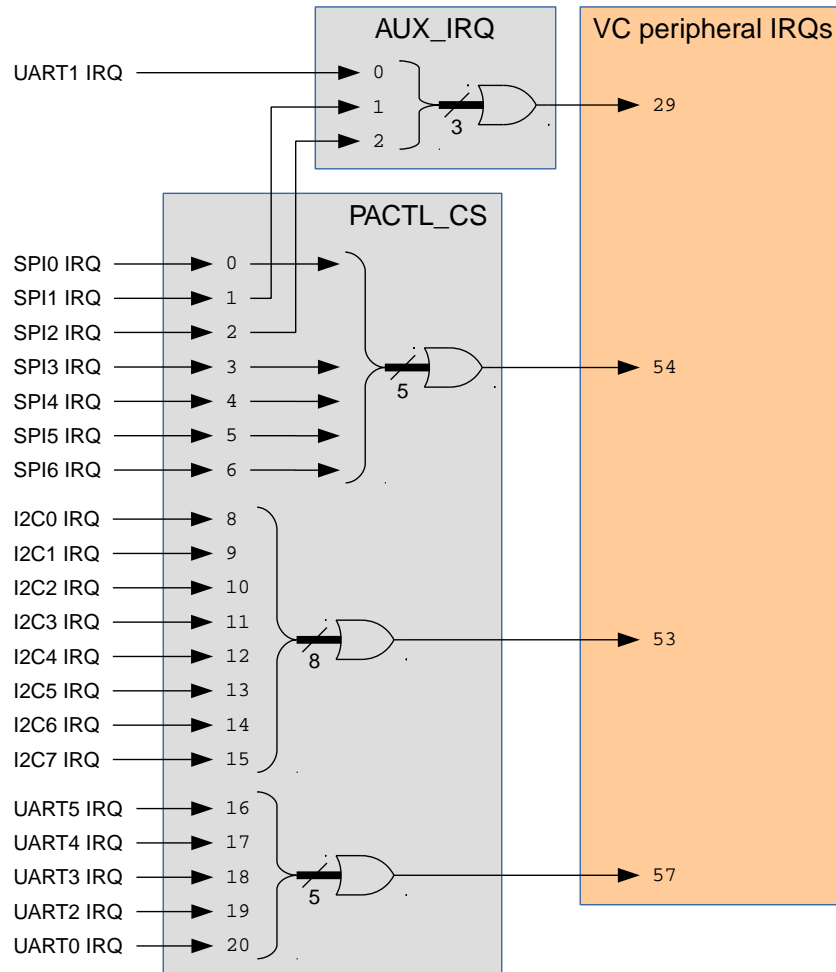 AUX_IRQ
VC peripheral IRQs
UART1 IRQ
0
1
2
3
29
PACTL_CS
SPI0 IRQ 0
SPI1 IRQ 1
SPI2 IRQ 2
SPI3 IRQ 3
SPI4 IRQ 4
SPI5 IRQ 5
SPI6 IRQ 6
5
54
I2C0 IRQ 8
I2C1 IRQ 9
I2C2 IRQ 10
I2C3 IRQ 11
I2C4 IRQ 12
I2C5 IRQ 13
I2C6 IRQ 14
I2C7 IRQ 15
8
53
UART5 IRQ 16
UART4 IRQ 17
UART3 IRQ 18
UART2 IRQ 19
UART0 IRQ 20
5
57